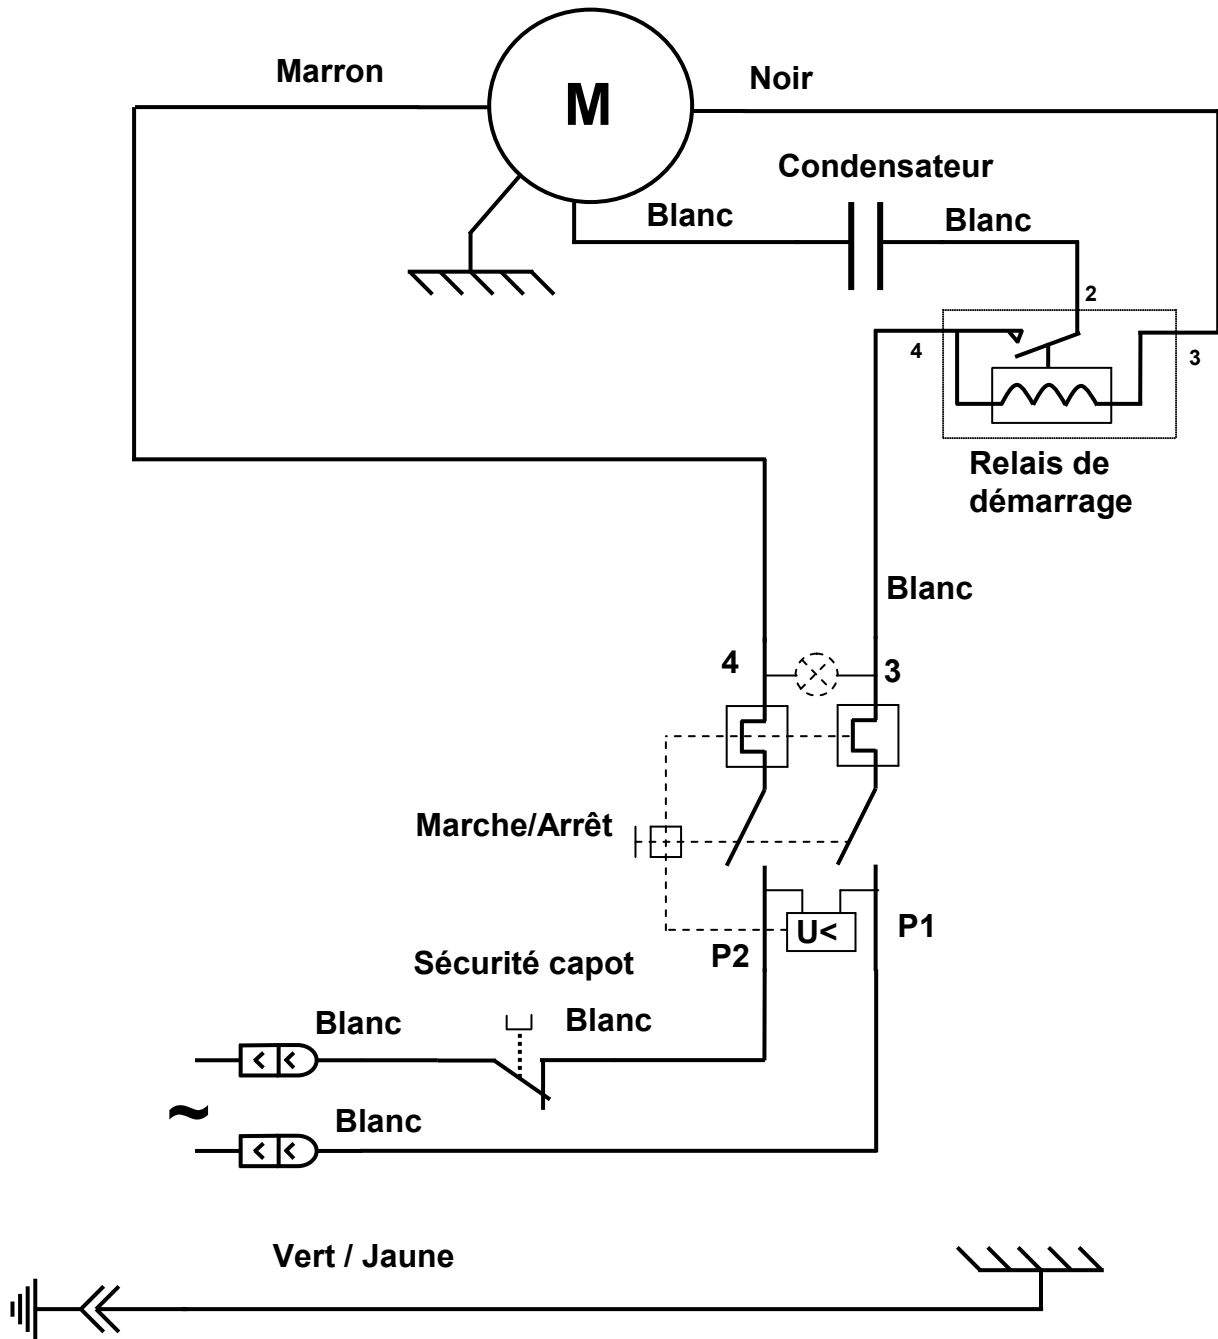 Marron
M
Noir
Condensateur
Blanc
Blanc
2
4
3
Relais de
démarrage
Blanc
4
3
Marche/Arrêt
U<
P1
P2
Sécurité capot
Blanc
Blanc
~
Blanc
Vert / Jaune